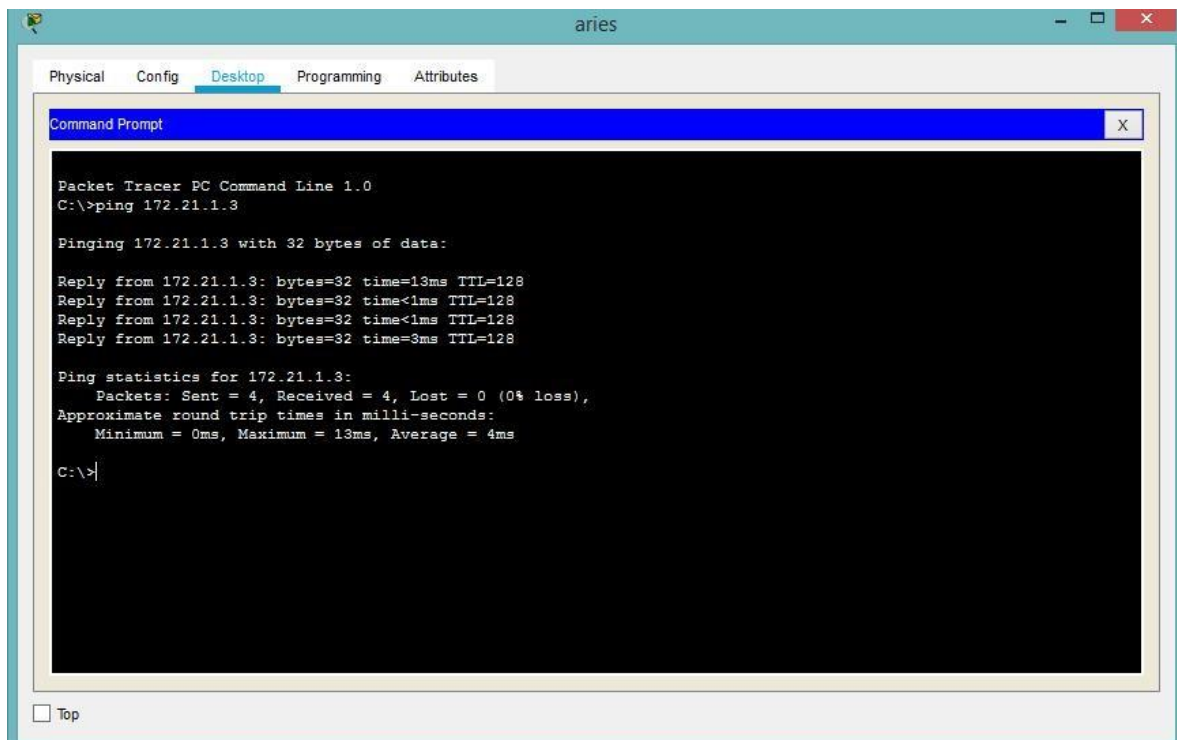 aries
Physical Config Desktop Programming Attributes
Command Prompt
X
Packet Tracer PC Command Line 1.0
C:\>ping 172.21.1.3
Pinging 172.21.1.3 with 32 bytes of data:
Reply from 172.21.1.3: bytes=32 time=13ms TTL=128
Reply from 172.21.1.3: bytes=32 time<1ms TTL=128
Reply from 172.21.1.3: bytes=32 time<1ms TTL=128
Reply from 172.21.1.3: bytes=32 time=3ms TTL=128
Ping statistics for 172.21.1.3:
Packets: Sent = 4, Received = 4, Lost = 0 (0% loss),
Approximate round trip times in milli-seconds:
Minimum = 0ms, Maximum = 13ms, Average = 4ms
C:\>
Top